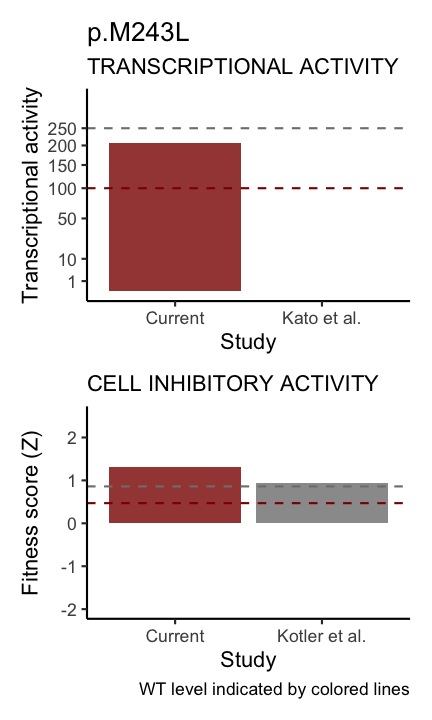 p.M243L
TRANSCRIPTIONAL ACTIVITY
Transcriptional activity
250
200
150
100
50
10
1
Current
Kato et al.
Study
CELL INHIBITORY ACTIVITY
Fitness score (Z)
2
1
0
-1
-2
Current
Kotler et al.
Study
WT level indicated by colored lines